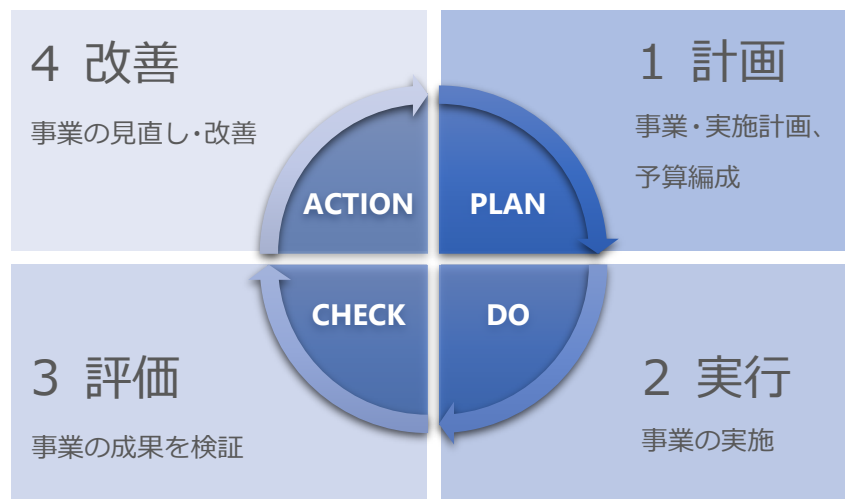 4 改善
事業の見直し・改善
ACTION
1 計画
事業・実施計画、
予算編成
PLAN
3 評価
事業の成果を検証
CHECK
2 実行
事業の実施
DO